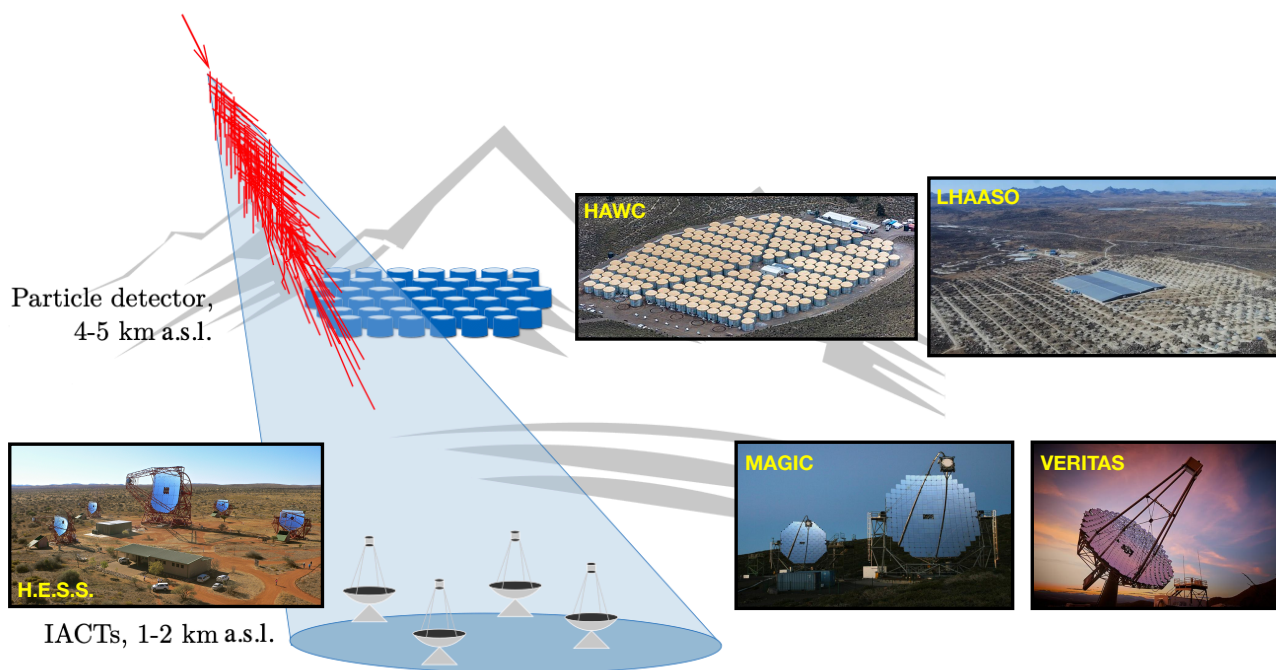 HAWC
LHAASO
Particle detector,
4-5 km a.s.l.
MAGIC
VERITAS
H.E.S.S.
IACTs, 1-2 km a.s.l.